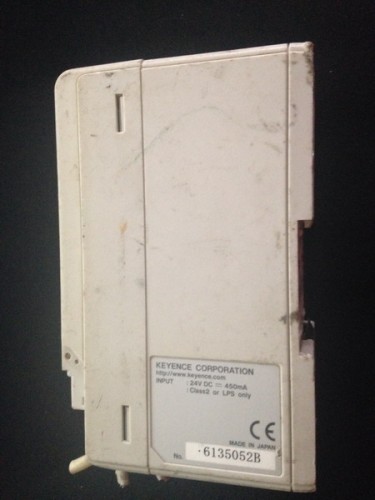 KEYENCE CORPORATION
http://www.keyence.com
INPUT : 24V DC ⎓ 450mA
: Class2 or LPS only
CE
MADE IN JAPAN
No. ·6135052B